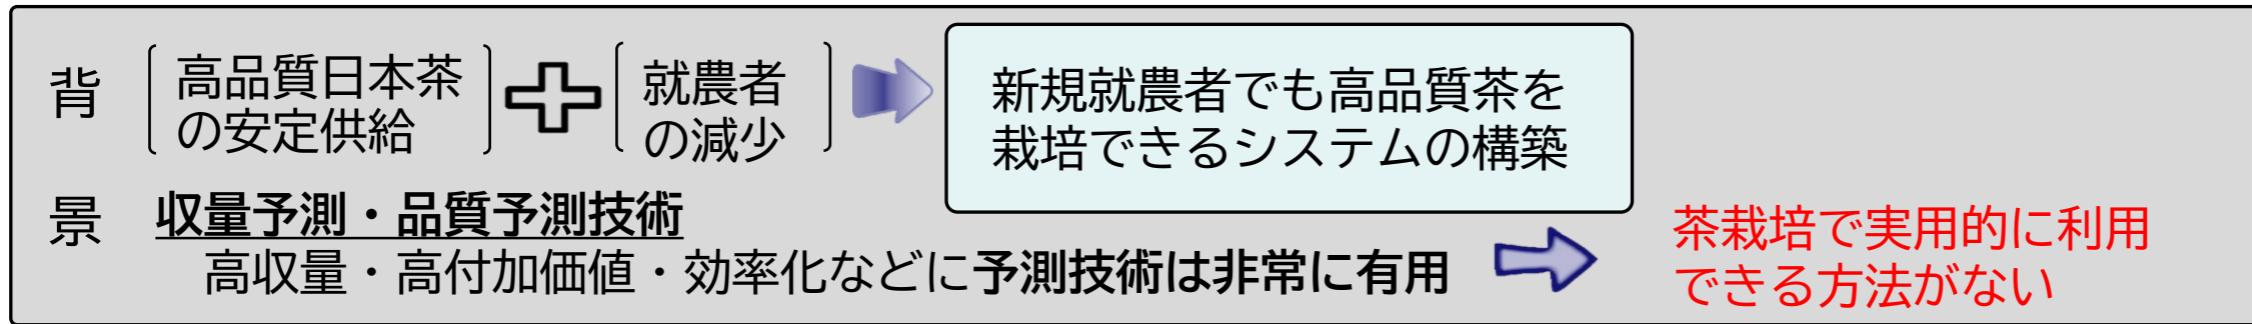 背景
高品質日本茶
の安定供給
就農者
の減少
新規就農者でも高品質茶を
栽培できるシステムの構築
収量予測・品質予測技術
高収量・高付加価値・効率化などに予測技術は非常に有用
茶栽培で実用的に利用
できる方法がない